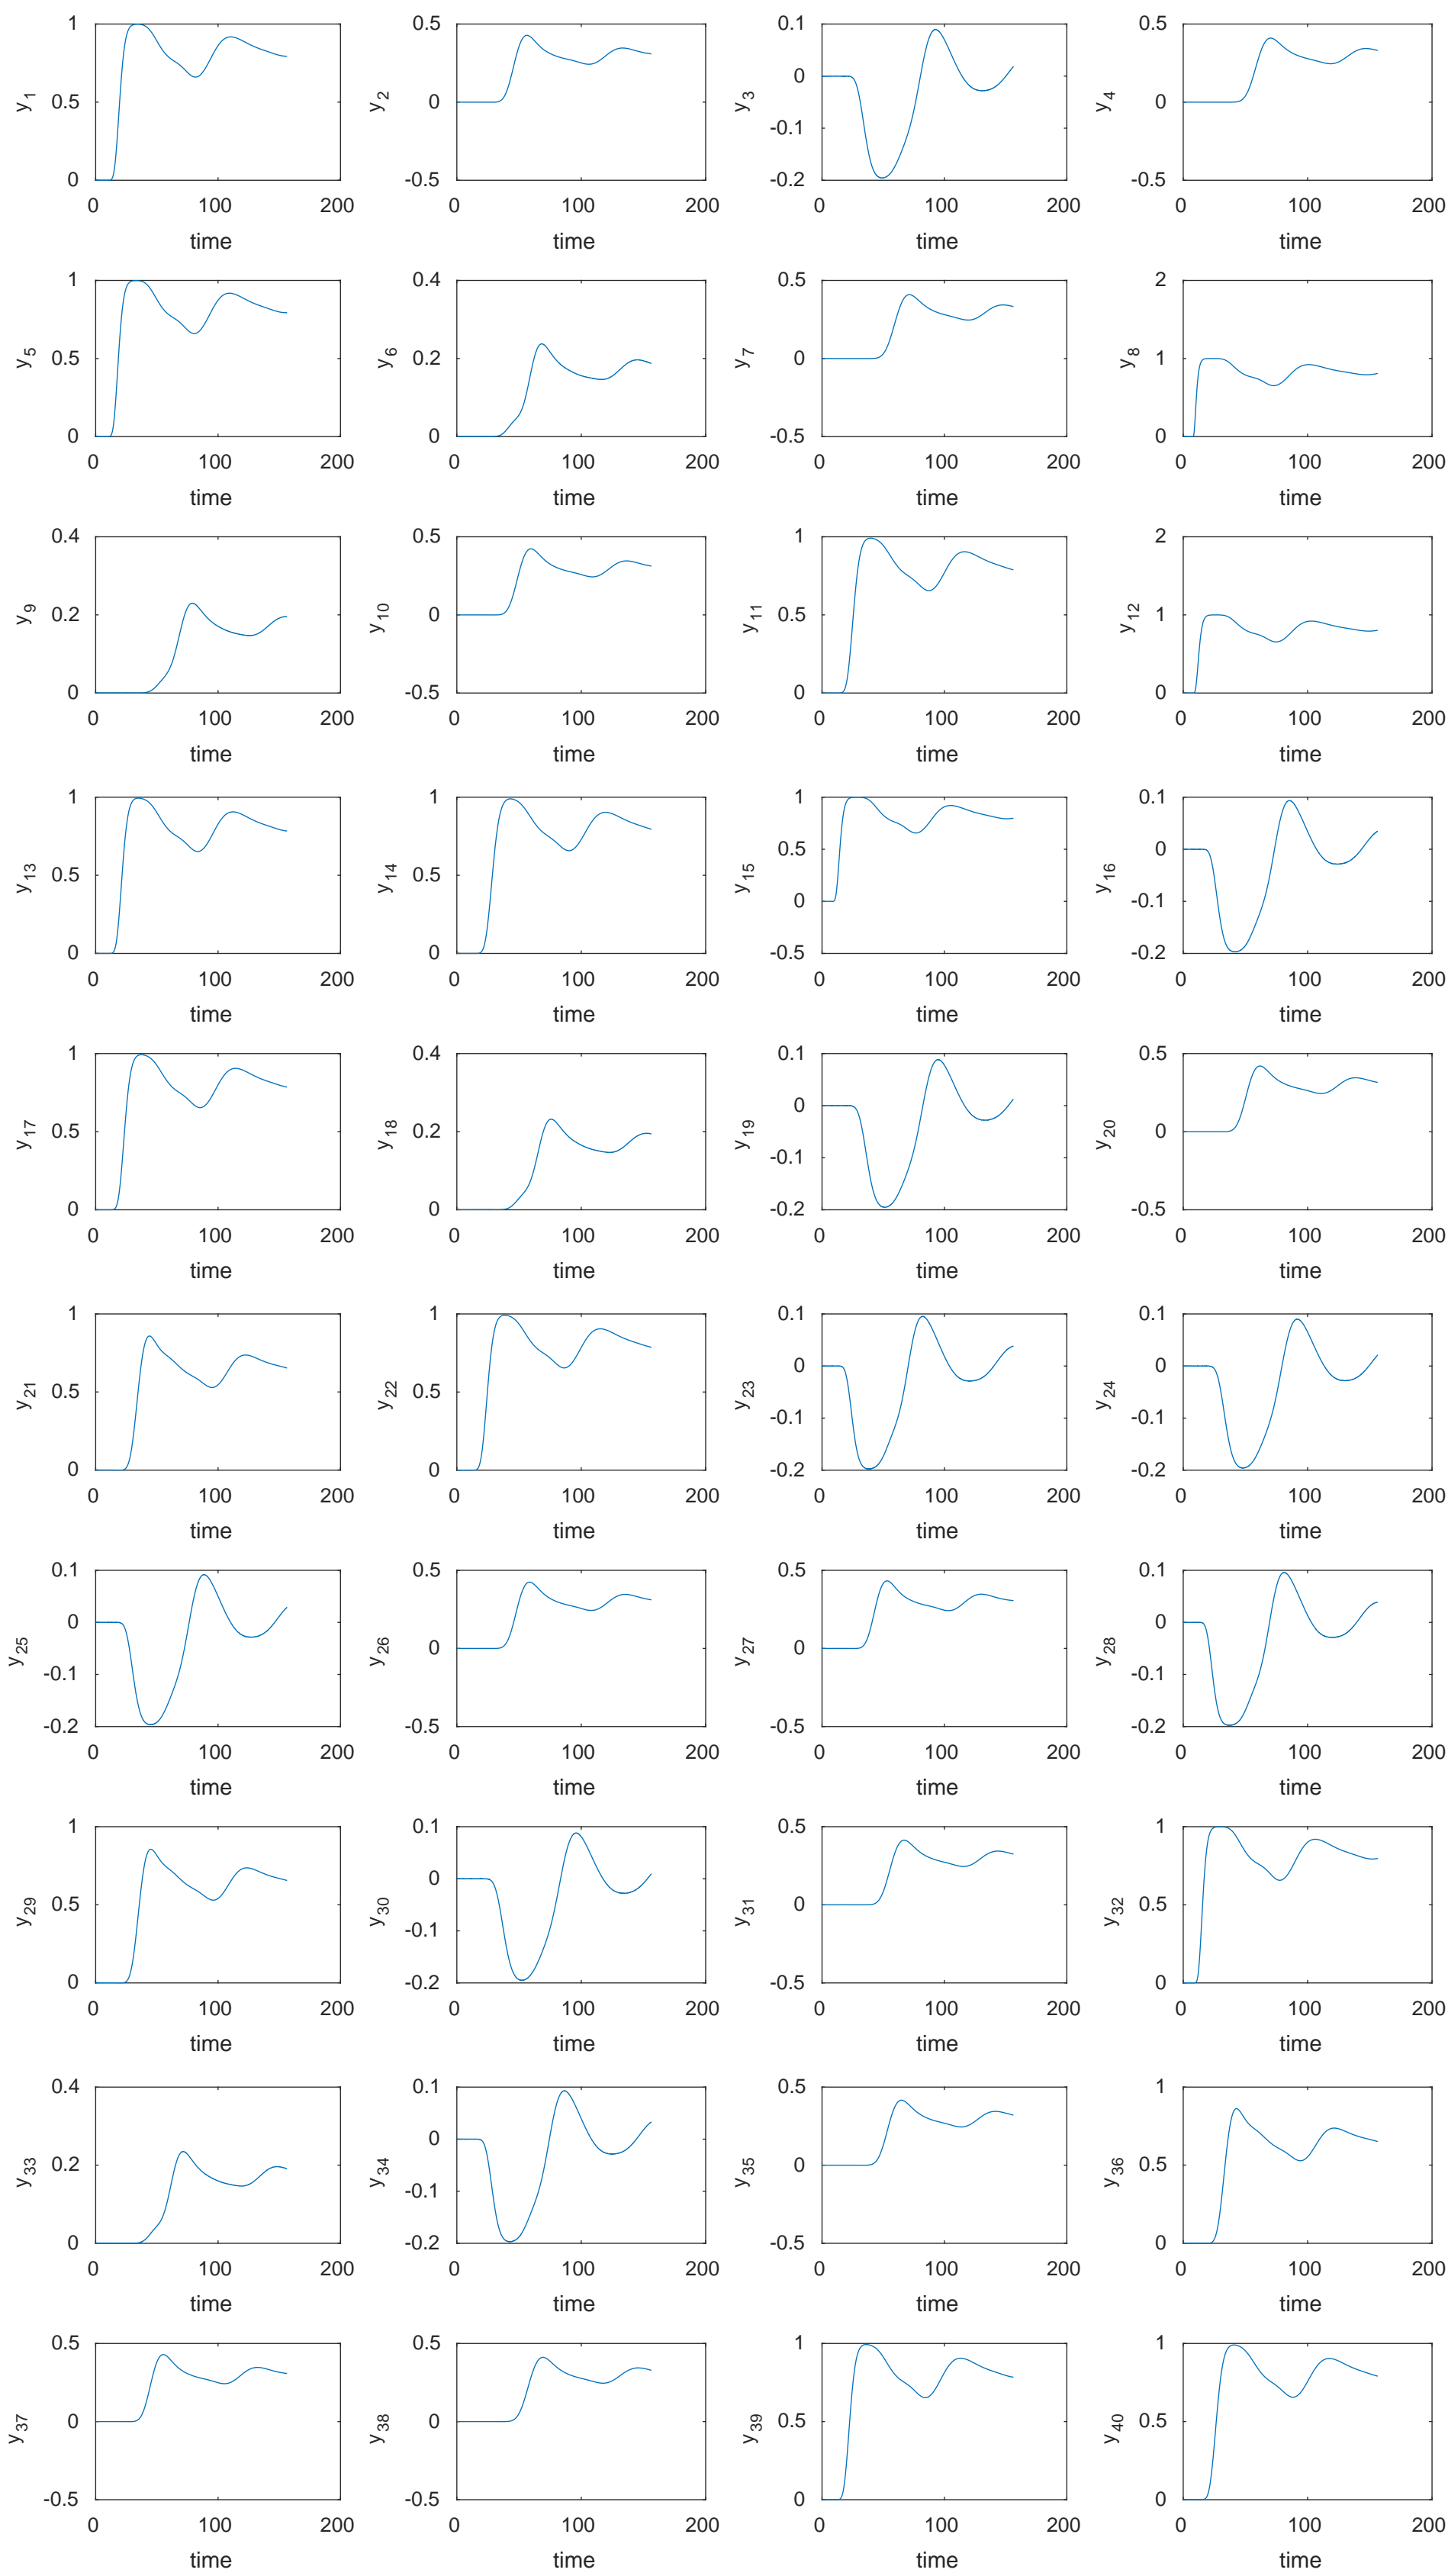 1 0.5 0.1 0.5
0
y1 0.5 y2 0 y3 y4 0
-0.1
0 -0.5 -0.2 -0.5
0 100 200 0 100 200 0 100 200 0 100 200
time time time time
1 0.4 0.5 2
y5 0.5 y6 0.2 y7 0 y8 1
0 0 -0.5 0
0 100 200 0 100 200 0 100 200 0 100 200
time time time time
0.4 0.5 1 2
y9 0.2 y10 0 y11 0.5 y12 1
0 -0.5 0 0
0 100 200 0 100 200 0 100 200 0 100 200
time time time time
1 1 1 0.1
0.5 0
y13 0.5 y14 0.5 y15 y16
0 -0.1
0 0 -0.5 -0.2
0 100 200 0 100 200 0 100 200 0 100 200
time time time time
1 0.4 0.1 0.5
0
y17 0.5 y18 0.2 y19 y20 0
-0.1
0 0 -0.2 -0.5
0 100 200 0 100 200 0 100 200 0 100 200
time time time time
1 1 0.1 0.1
0 0
y21 0.5 y22 0.5 y23 y24
-0.1 -0.1
0 0 -0.2 -0.2
0 100 200 0 100 200 0 100 200 0 100 200
time time time time
0.1 0.5 0.5 0.1
0 0
y25 y26 0 y27 0 y28
-0.1 -0.1
-0.2 -0.5 -0.5 -0.2
0 100 200 0 100 200 0 100 200 0 100 200
time time time time
1 0.1 0.5 1
0
y29 0.5 y30 y31 0 y32 0.5
-0.1
0 -0.2 -0.5 0
0 100 200 0 100 200 0 100 200 0 100 200
time time time time
0.4 0.1 0.5 1
0
y33 0.2 y34 y35 0 y36 0.5
-0.1
0 -0.2 -0.5 0
0 100 200 0 100 200 0 100 200 0 100 200
time time time time
0.5 0.5 1 1
y37 0 y38 0 y39 0.5 y40 0.5
-0.5 -0.5 0 0
0 100 200 0 100 200 0 100 200 0 100 200
time time time time